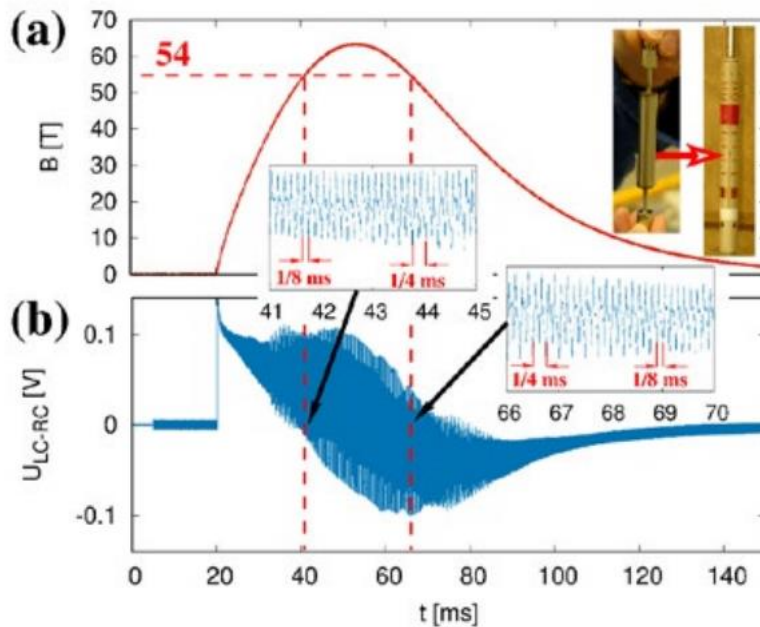 (a)
70
60
54
50
40
30
20
10
0
B [T]
1/8 ms
1/4 ms
41 42 43 44 45
(b)
0.1
0
-0.1
U_LC-RC [V]
1/4 ms
1/8 ms
66 67 68 69 70
0 20 40 60 80 100 120 140
t [ms]